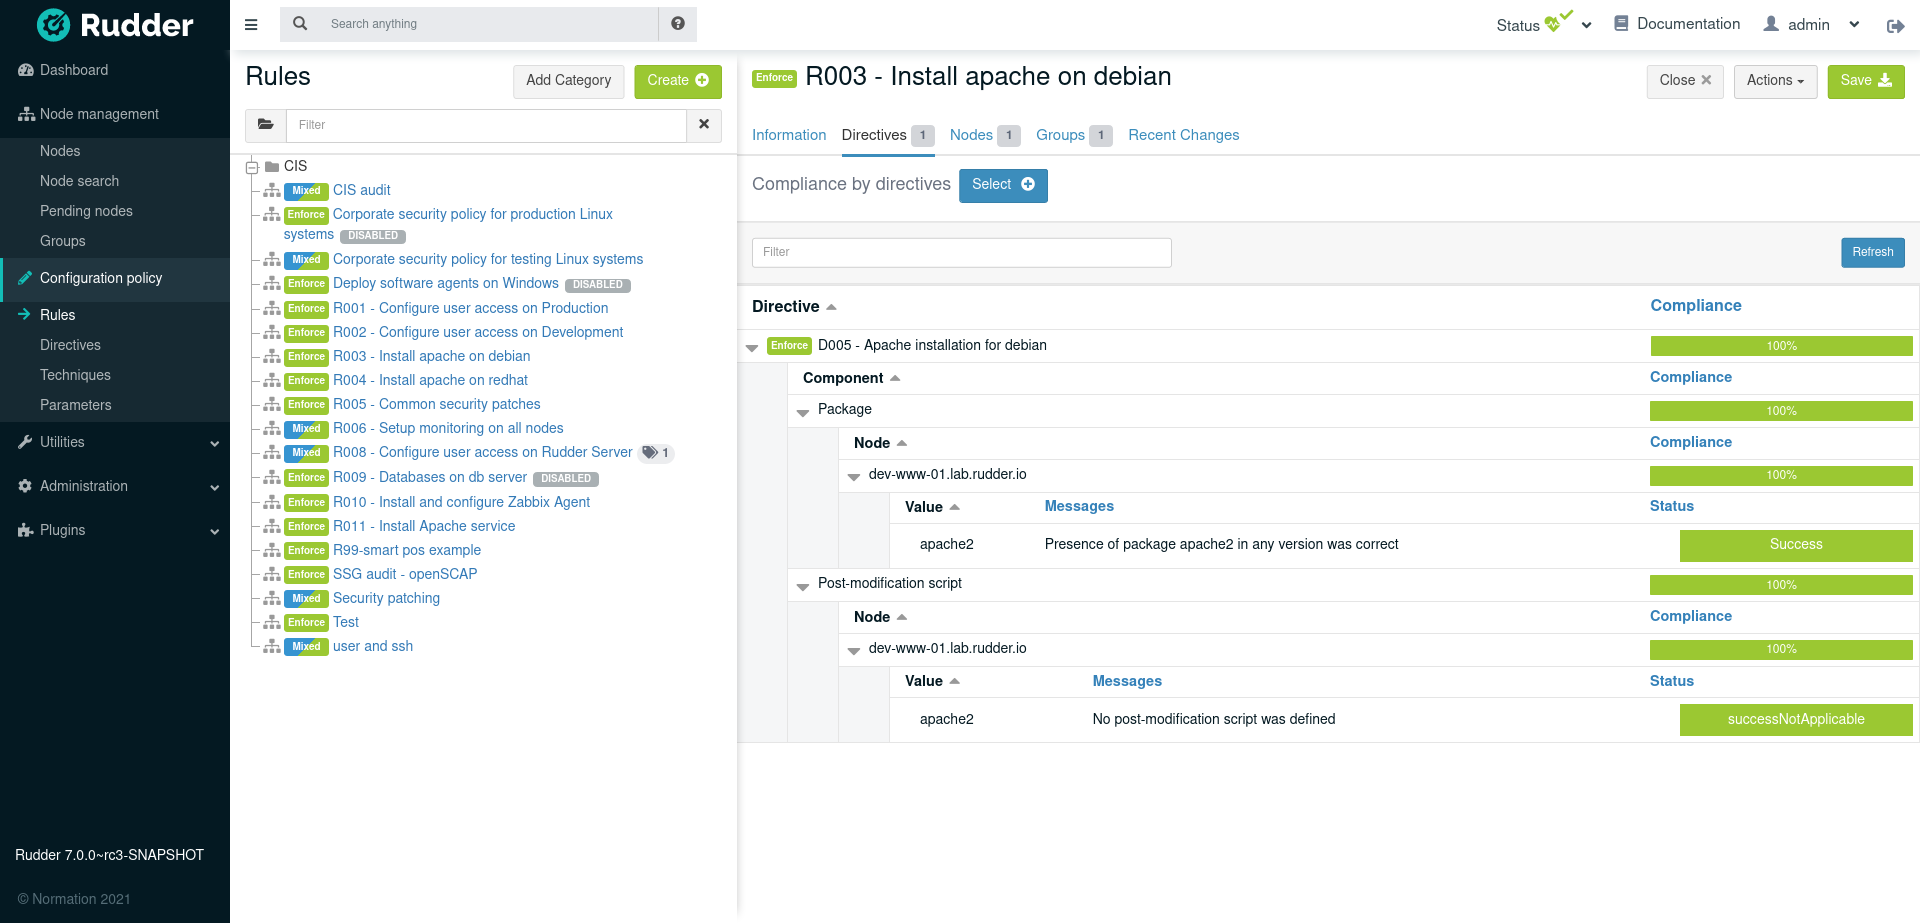 Rudder
Search anything
Status
Documentation
admin
Dashboard
Node management
Nodes
Node search
Pending nodes
Groups
Configuration policy
Rules
Directives
Techniques
Parameters
Utilities
Administration
Plugins
Rudder 7.0.0~rc3-SNAPSHOT
© Normation 2021
Rules
Add Category
Create
Filter
CIS
Mixed CIS audit
Enforce Corporate security policy for production Linux
systems DISABLED
Mixed Corporate security policy for testing Linux systems
Enforce Deploy software agents on Windows DISABLED
Enforce R001 - Configure user access on Production
Enforce R002 - Configure user access on Development
Enforce R003 - Install apache on debian
Enforce R004 - Install apache on redhat
Enforce R005 - Common security patches
Mixed R006 - Setup monitoring on all nodes
Mixed R008 - Configure user access on Rudder Server 1
Enforce R009 - Databases on db server DISABLED
Enforce R010 - Install and configure Zabbix Agent
Enforce R011 - Install Apache service
Enforce R99-smart pos example
Enforce SSG audit - openSCAP
Mixed Security patching
Enforce Test
Mixed user and ssh
Enforce R003 - Install apache on debian
Close
Actions
Save
Information Directives 1 Nodes 1 Groups 1 Recent Changes
Compliance by directives Select
Filter
Refresh
Directive Compliance
Enforce D005 - Apache installation for debian 100%
Component Compliance
Package 100%
Node Compliance
dev-www-01.lab.rudder.io 100%
Value Messages Status
apache2 Presence of package apache2 in any version was correct Success
Post-modification script 100%
Node Compliance
dev-www-01.lab.rudder.io 100%
Value Messages Status
apache2 No post-modification script was defined successNotApplicable